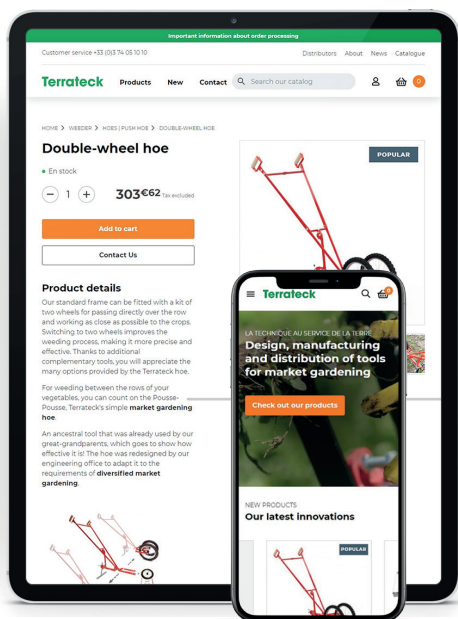 Important information about order processing
Customer service +33 (0)3 74 05 10 10
Distributors About News Catalogue
Terrateck Products New Contact Search our catalog 0
HOME > WEEDER > HOES | PUSH HOE > DOUBLE-WHEEL HOE
Double-wheel hoe
En stock
1 303€62 Tax excluded
Add to cart
Contact Us
POPULAR
Product details
Our standard frame can be fitted with a kit of
two wheels for passing directly over the row
and working as close as possible to the crops.
Switching to two wheels improves the
weeding process, making it more precise and
effective. Thanks to additional
complementary tools, you will appreciate the
many options provided by the Terrateck hoe.
For weeding between the rows of your
vegetables, you can count on the Pousse-
Pousse, Terrateck's simple market gardening
hoe.
An ancestral tool that was already used by our
great-grandparents, which goes to show how
effective it is! The hoe was redesigned by our
engineering office to adapt it to the
requirements of diversified market
gardening.
Terrateck 0
LA TECHNIQUE AU SERVICE DE LA TERRE
Design, manufacturing
and distribution of tools
for market gardening
Check out our products
NEW PRODUCTS
Our latest innovations
POPULAR